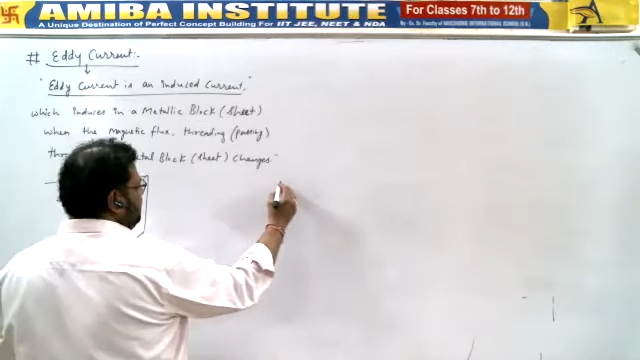 AMIBA INSTITUTE
A Unique Destination of Perfect Concept Building For IIT JEE, NEET & NDA
For Classes 7th to 12th
# Eddy Current:-
"Eddy Current is an induced current,"
which induces in a Metallic Block (sheet)
when the magnetic flux, threading (passing)
Block (sheet) changes